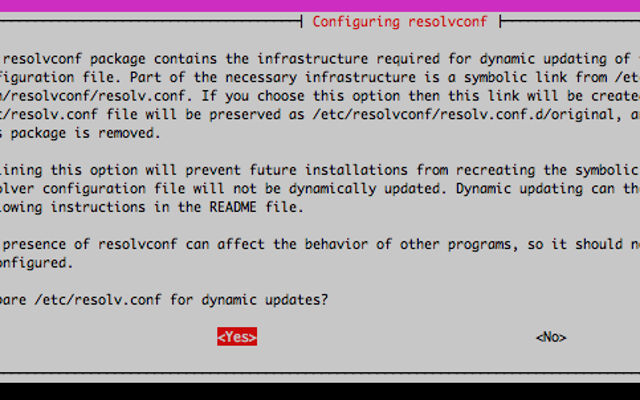 Configuring resolvconf
resolvconf package contains the infrastructure required for dynamic updating of
figuration file. Part of the necessary infrastructure is a symbolic link from /et
/resolvconf/resolv.conf. If you choose this option then this link will be create
/resolv.conf file will be preserved as /etc/resolvconf/resolv.conf.d/original, a
s package is removed.
ining this option will prevent future installations from recreating the symbolic
olver configuration file will not be dynamically updated. Dynamic updating can th
lowing instructions in the README file.
presence of resolvconf can affect the behavior of other programs, so it should n
onfigured.
pare /etc/resolv.conf for dynamic updates?
<Yes> <No>